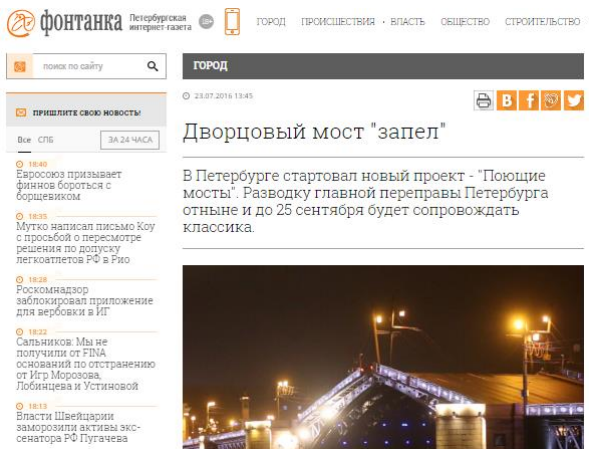 фонтанка Петербургская
интернет-газета 18+ ГОРОД ПРОИСШЕСТВИЯ · ВЛАСТЬ ОБЩЕСТВО СТРОИТЕЛЬСТВО
поиск по сайту
ПРИШЛИТЕ СВОЮ НОВОСТЬ!
Все СПБ ЗА 24 ЧАСА
18:40
Евросоюз призывает
финнов бороться с
борщевиком
18:35
Мутко написал письмо Коу
с просьбой о пересмотре
решения по допуску
легкоатлетов РФ в Рио
18:28
Роскомнадзор
заблокировал приложение
для вербовки в ИГ
18:22
Сальников: Мы не
получили от FINA
оснований по отстранению
от Игр Морозова,
Лобинцева и Устиновой
18:13
Власти Швейцарии
заморозили активы экс-
сенатора РФ Пугачева
ГОРОД
23.07.2016 13:45
Дворцовый мост "запел"
В Петербурге стартовал новый проект - "Поющие
мосты". Разводку главной переправы Петербурга
отныне и до 25 сентября будет сопровождать
классика.